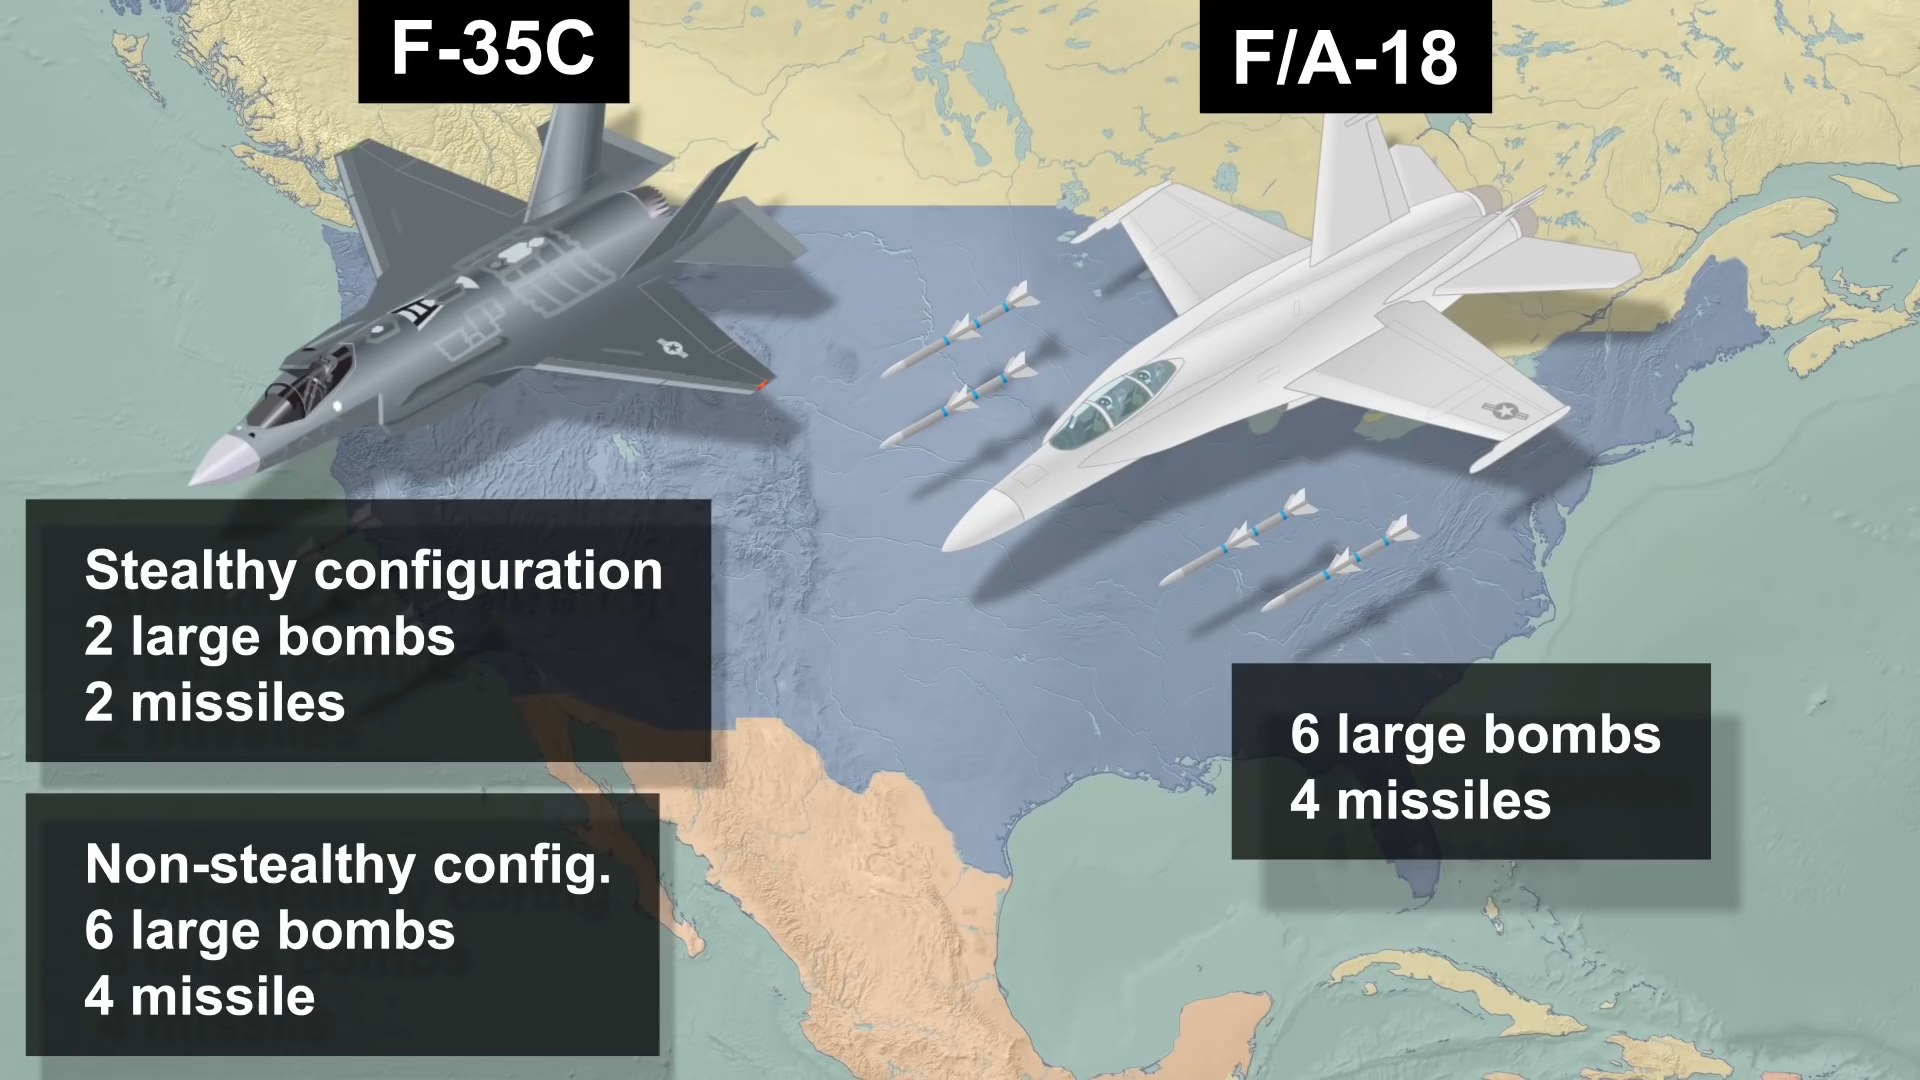 F-35C
F/A-18
Stealthy configuration
2 large bombs
2 missiles
Non-stealthy config.
6 large bombs
4 missile
6 large bombs
4 missiles